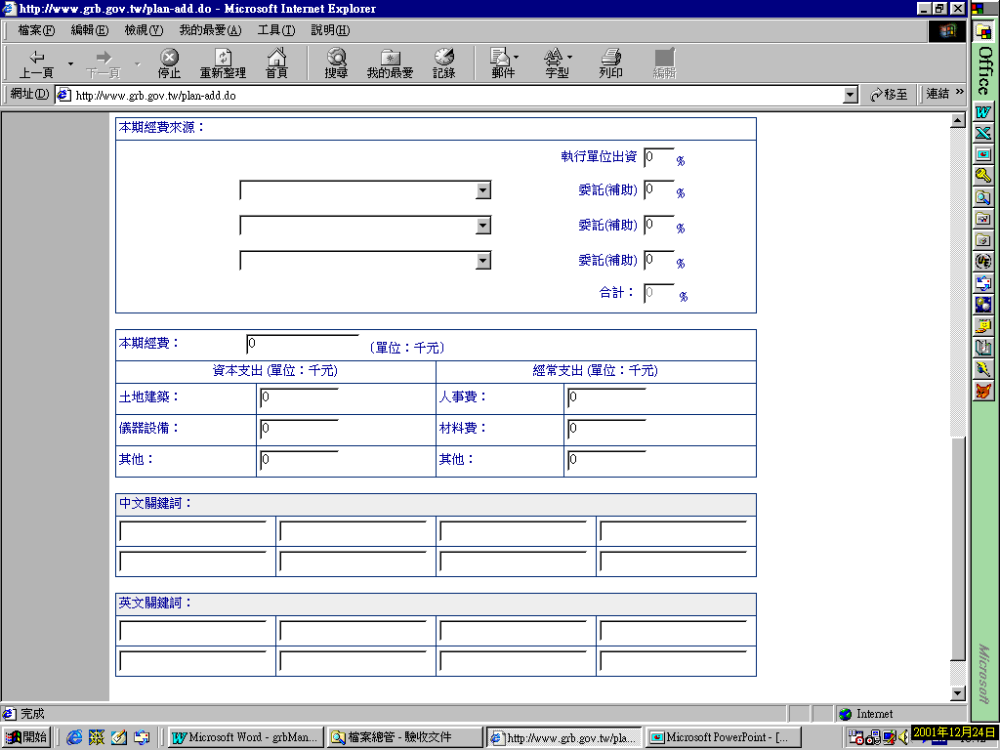 http://www.grb.gov.tw/plan-add.do - Microsoft Internet Explorer
檔案(F) 編輯(E) 檢視(V) 我的最愛(A) 工具(T) 說明(H)
上一頁 下一頁 停止 重新整理 首頁 搜尋 我的最愛 記錄 郵件 字型 列印 編輯
網址(D) http://www.grb.gov.tw/plan-add.do 移至 連結 »
Office
本期經費來源：
執行單位出資 0 %
委託(補助) 0 %
委託(補助) 0 %
委託(補助) 0 %
合計： 0 %
本期經費： 0 (單位：千元)
資本支出 (單位：千元) 經常支出 (單位：千元)
土地建築： 0 人事費： 0
儀器設備： 0 材料費： 0
其他： 0 其他： 0
中文關鍵詞：
英文關鍵詞：
Microsoft
完成 Internet
開始 Microsoft Word - grbMan... 檔案總管 - 驗收文件 http://www.grb.gov.tw/pla... Microsoft PowerPoint - [... 2001年12月24日